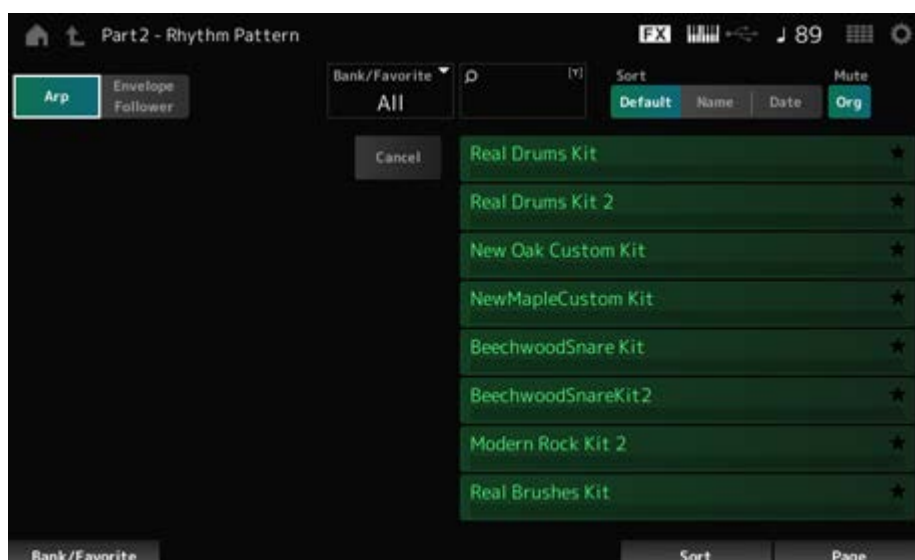 Part2 - Rhythm Pattern FX ♩ 89
Arp Envelope Follower Bank/Favorite All [Y] Sort Default Name Date Mute Org
Cancel
Real Drums Kit
Real Drums Kit 2
New Oak Custom Kit
NewMapleCustom Kit
BeechwoodSnare Kit
BeechwoodSnareKit2
Modern Rock Kit 2
Real Brushes Kit
Bank/Favorite Sort Page